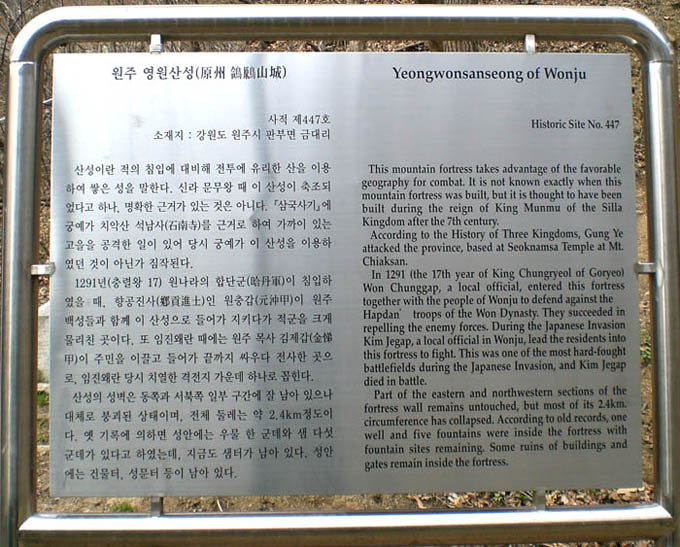 원주 영원산성(原州 鴒鴅山城)
사적 제447호
소재지 : 강원도 원주시 판부면 금대리
산성이란 적의 침입에 대비해 전투에 유리한 산을 이용
하여 쌓은 성을 말한다. 신라 문무왕 때 이 산성이 축조되
었다고 하나, 명확한 근거가 있는 것은 아니다. 『삼국사기』에
궁예가 치악산 석남사(石南寺)를 근거로 하여 가까이 있는
고을을 공격한 일이 있어 당시 궁예가 이 산성을 이용하
였던 것이 아닌가 짐작된다.
1291년(충렬왕 17) 원나라의 합단군(哈丹軍)이 침입하
였을 때, 향공진사(鄕貢進士)인 원충갑(元沖甲)이 원주
백성들과 함께 이 산성으로 들어가 지키다가 적군을 크게
물리친 곳이다. 또 임진왜란 때에는 원주 목사 김제갑(金悌
甲)이 주민을 이끌고 들어가 끝까지 싸우다 전사한 곳으
로, 임진왜란 당시 치열한 격전지 가운데 하나로 꼽힌다.
산성의 성벽은 동쪽과 서북쪽 일부 구간에 잘 남아 있으나
대체로 붕괴된 상태이며, 전체 둘레는 약 2.4km정도이
다. 옛 기록에 의하면 성안에는 우물 한 군데와 샘 다섯
군데가 있다고 하였는데, 지금도 샘터가 남아 있다. 성안
에는 건물터, 성문터 등이 남아 있다.
Yeongwonsanseong of Wonju
Historic Site No. 447
This mountain fortress takes advantage of the favorable
geography for combat. It is not known exactly when this
mountain fortress was built, but it is thought to have been
built during the reign of King Munmu of the Silla
Kingdom after the 7th century.
According to the History of Three Kingdoms, Gung Ye
attacked the province, based at Seoknamsa Temple at Mt.
Chiaksan.
In 1291 (the 17th year of King Chungryeol of Goryeo)
Won Chunggap, a local official, entered this fortress
together with the people of Wonju to defend against the
Hapdan' troops of the Won Dynasty. They succeeded in
repelling the enemy forces. During the Japanese Invasion
Kim Jegap, a local official in Wonju, lead the residents into
this fortress to fight. This was one of the most hard-fought
battlefields during the Japanese Invasion, and Kim Jegap
died in battle.
Part of the eastern and northwestern sections of the
fortress wall remains untouched, but most of its 2.4km.
circumference has collapsed. According to old records, one
well and five fountains were inside the fortress with
fountain sites remaining. Some ruins of buildings and
gates remain inside the fortress.